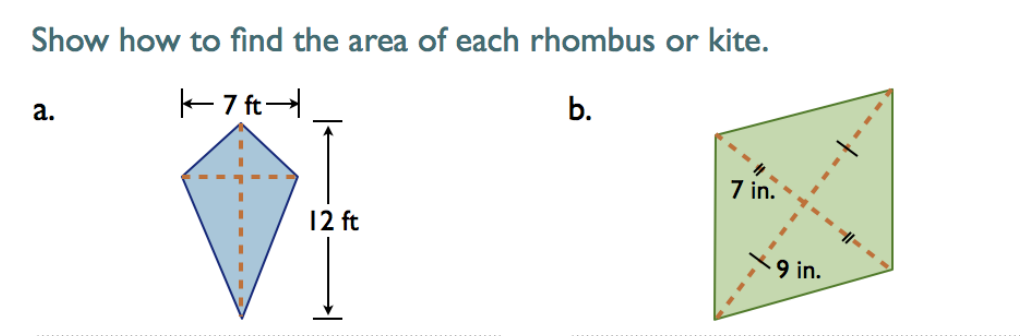 Show how to find the area of each rhombus or kite.
a.
7 ft
12 ft
b.
7 in.
9 in.